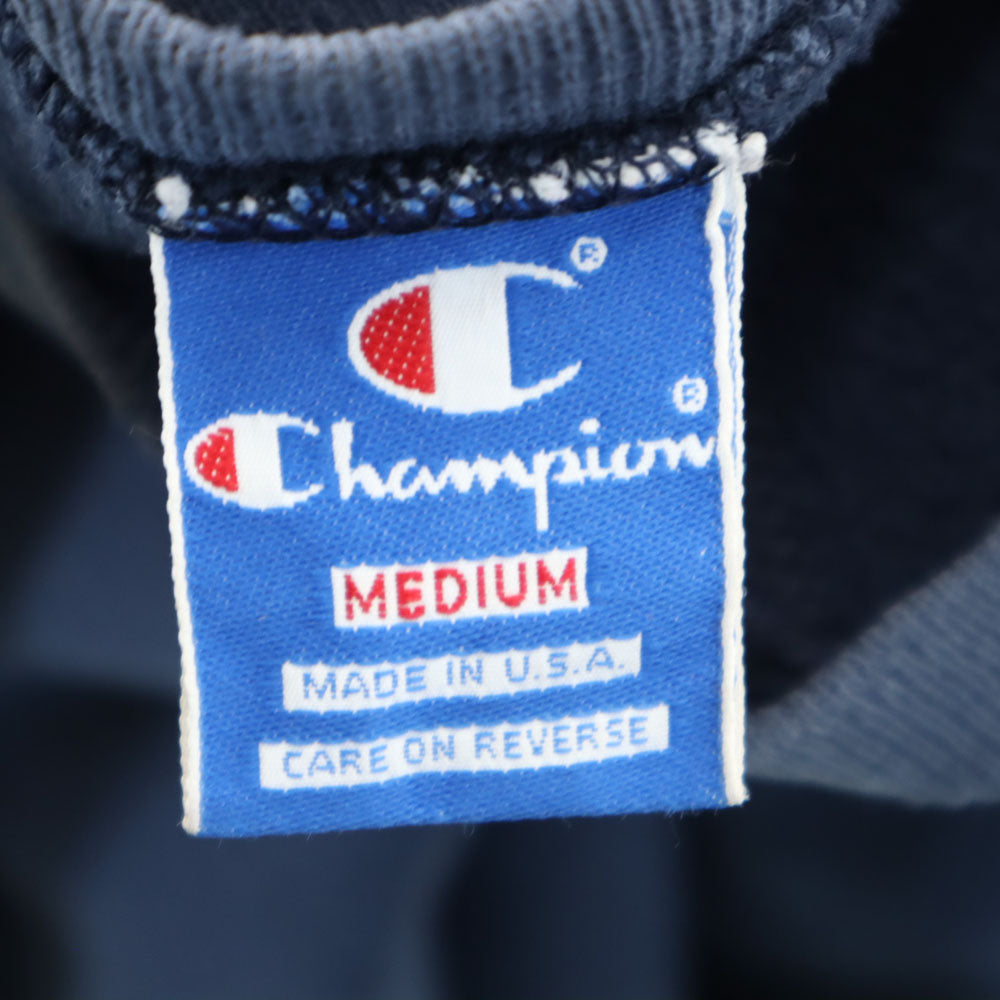 ®
Champion®
MEDIUM
MADE IN U.S.A.
CARE ON REVERSE